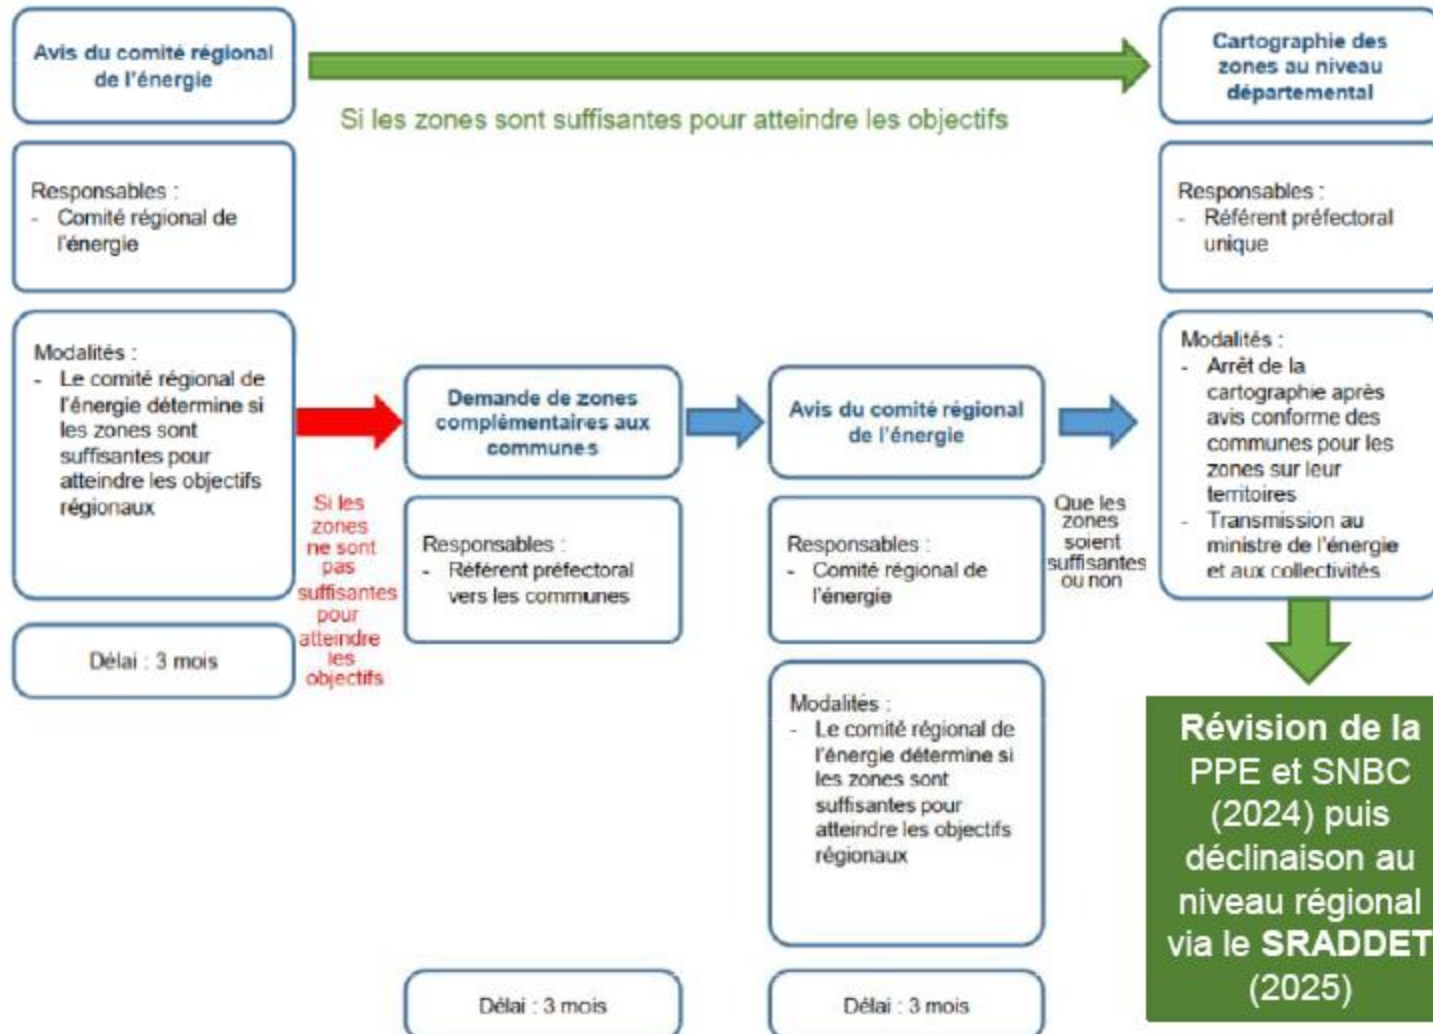 Avis du comité régional
de l'énergie
Si les zones sont suffisantes pour atteindre les objectifs
Cartographie des
zones au niveau
départemental
Responsables :
- Comité régional de
l'énergie
Responsables :
- Référent préfectoral
unique
Modalités :
- Le comité régional de
l'énergie détermine si
les zones sont
suffisantes pour
atteindre les objectifs
régionaux
Délai : 3 mois
Si les
zones
ne sont
pas
suffisantes
pour
atteindre
les
objectifs
Demande de zones
complémentaires aux
communes
Responsables :
- Référent préfectoral
vers les communes
Délai : 3 mois
Avis du comité régional
de l'énergie
Responsables :
- Comité régional de
l'énergie
Modalités :
- Le comité régional de
l'énergie détermine si
les zones sont
suffisantes pour
atteindre les objectifs
régionaux
Délai : 3 mois
Que les
zones
soient
suffisantes
ou non
Modalités :
- Arrêt de la
cartographie après
avis conforme des
communes pour les
zones sur leur
territoires
- Transmission au
ministre de l'énergie
et aux collectivités
Révision de la
PPE et SNBC
(2024) puis
déclinaison au
niveau régional
via le SRADDET
(2025)